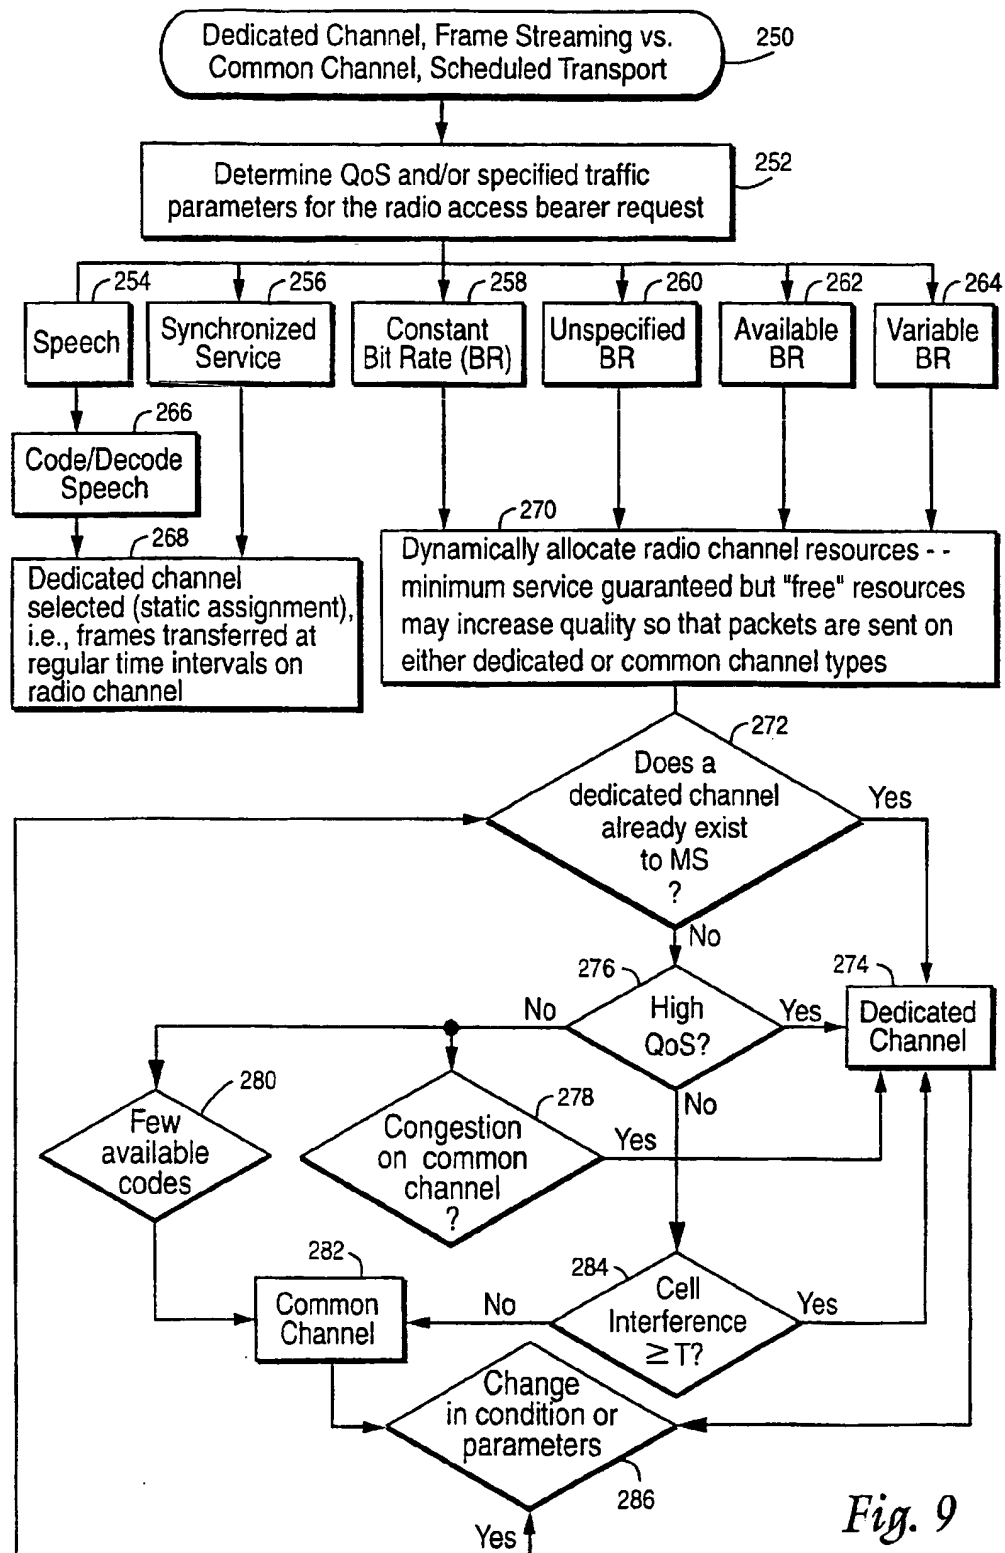 Dedicated Channel, Frame Streaming vs.
Common Channel, Scheduled Transport
250
Determine QoS and/or specified traffic
parameters for the radio access bearer request
252
254
256
258
260
262
264
Speech
Synchronized
Service
Constant
Bit Rate (BR)
Unspecified
BR
Available
BR
Variable
BR
266
Code/Decode
Speech
268
Dedicated channel
selected (static assignment),
i.e., frames transferred at
regular time intervals on
radio channel
270
Dynamically allocate radio channel resources - -
minimum service guaranteed but "free" resources
may increase quality so that packets are sent on
either dedicated or common channel types
272
Does a
dedicated channel
already exist
to MS
?
Yes
No
276
High
QoS?
No
Yes
No
274
Dedicated
Channel
280
Few
available
codes
278
Congestion
on common
channel
?
Yes
282
Common
Channel
284
Cell
Interference
≥ T?
No
Yes
Change
in condition or
parameters
286
Yes
Fig. 9